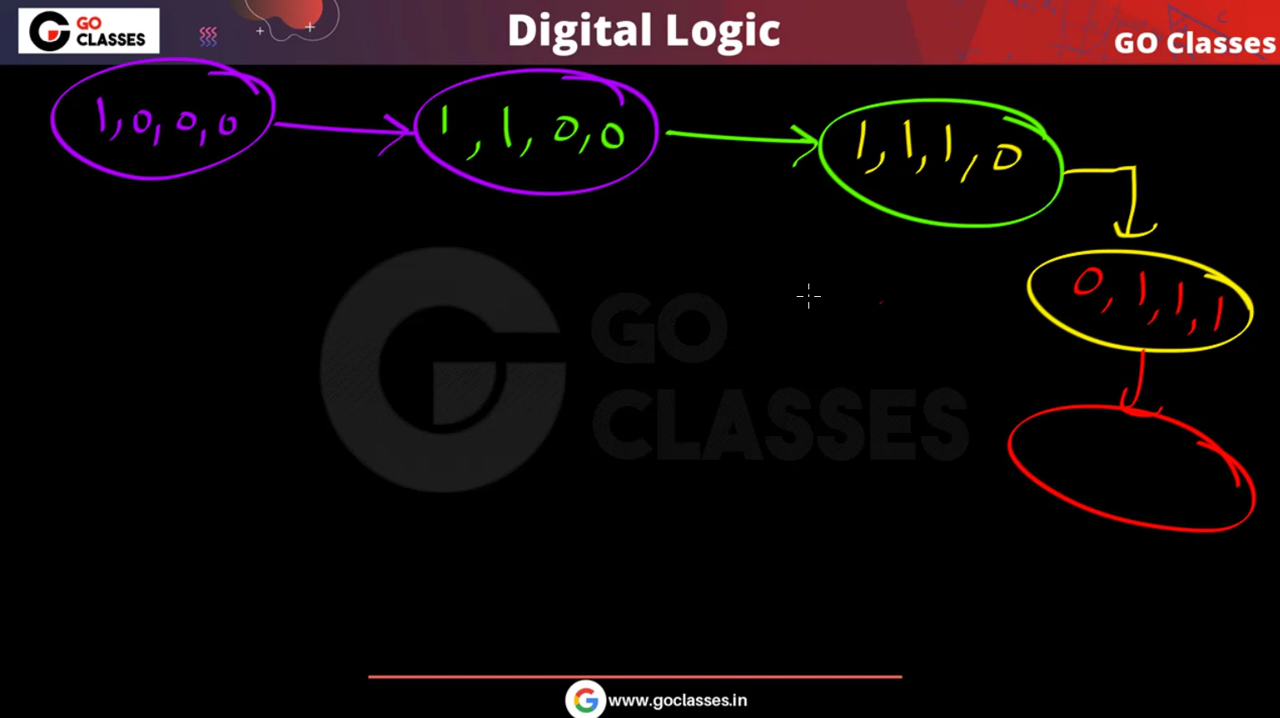 GO
CLASSES
Digital Logic
GO Classes
1,0,0,0
1,1,0,0
1,1,1,0
0,1,1,1
GO
CLASSES
www.goclasses.in